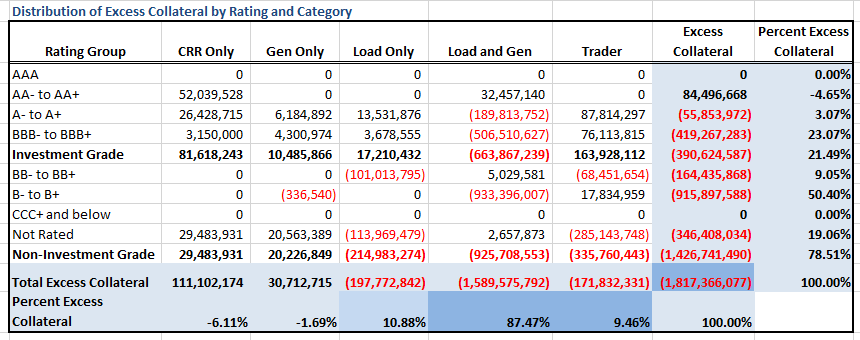 Distribution of Excess Collateral by Rating and Category
Rating Group CRR Only Gen Only Load Only Load and Gen Trader Excess Collateral Percent Excess Collateral
AAA 0 0 0 0 0 0 0.00%
AA- to AA+ 52,039,528 0 0 32,457,140 0 84,496,668 -4.65%
A- to A+ 26,428,715 6,184,892 13,531,876 (189,813,752) 87,814,297 (55,853,972) 3.07%
BBB- to BBB+ 3,150,000 4,300,974 3,678,555 (506,510,627) 76,113,815 (419,267,283) 23.07%
Investment Grade 81,618,243 10,485,866 17,210,432 (663,867,239) 163,928,112 (390,624,587) 21.49%
BB- to BB+ 0 0 (101,013,795) 5,029,581 (68,451,654) (164,435,868) 9.05%
B- to B+ 0 (336,540) 0 (933,396,007) 17,834,959 (915,897,588) 50.40%
CCC+ and below 0 0 0 0 0 0 0.00%
Not Rated 29,483,931 20,563,389 (113,969,479) 2,657,873 (285,143,748) (346,408,034) 19.06%
Non-Investment Grade 29,483,931 20,226,849 (214,983,274) (925,708,553) (335,760,443) (1,426,741,490) 78.51%
Total Excess Collateral 111,102,174 30,712,715 (197,772,842) (1,589,575,792) (171,832,331) (1,817,366,077) 100.00%
Percent Excess
Collateral -6.11% -1.69% 10.88% 87.47% 9.46% 100.00%